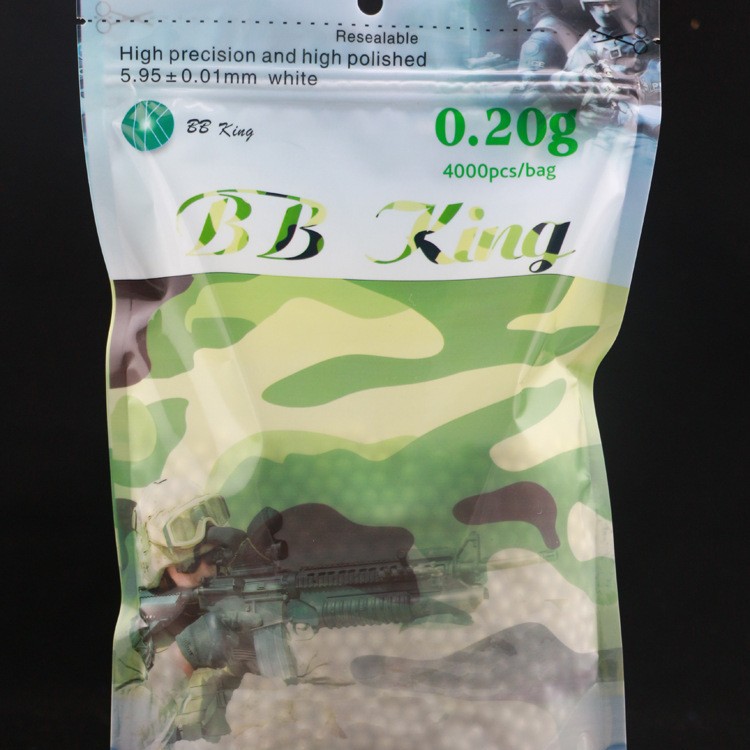 Resealable
High precision and high polished
5.95±0.01mm white
BB King
0.20g
4000pcs/bag
BB King